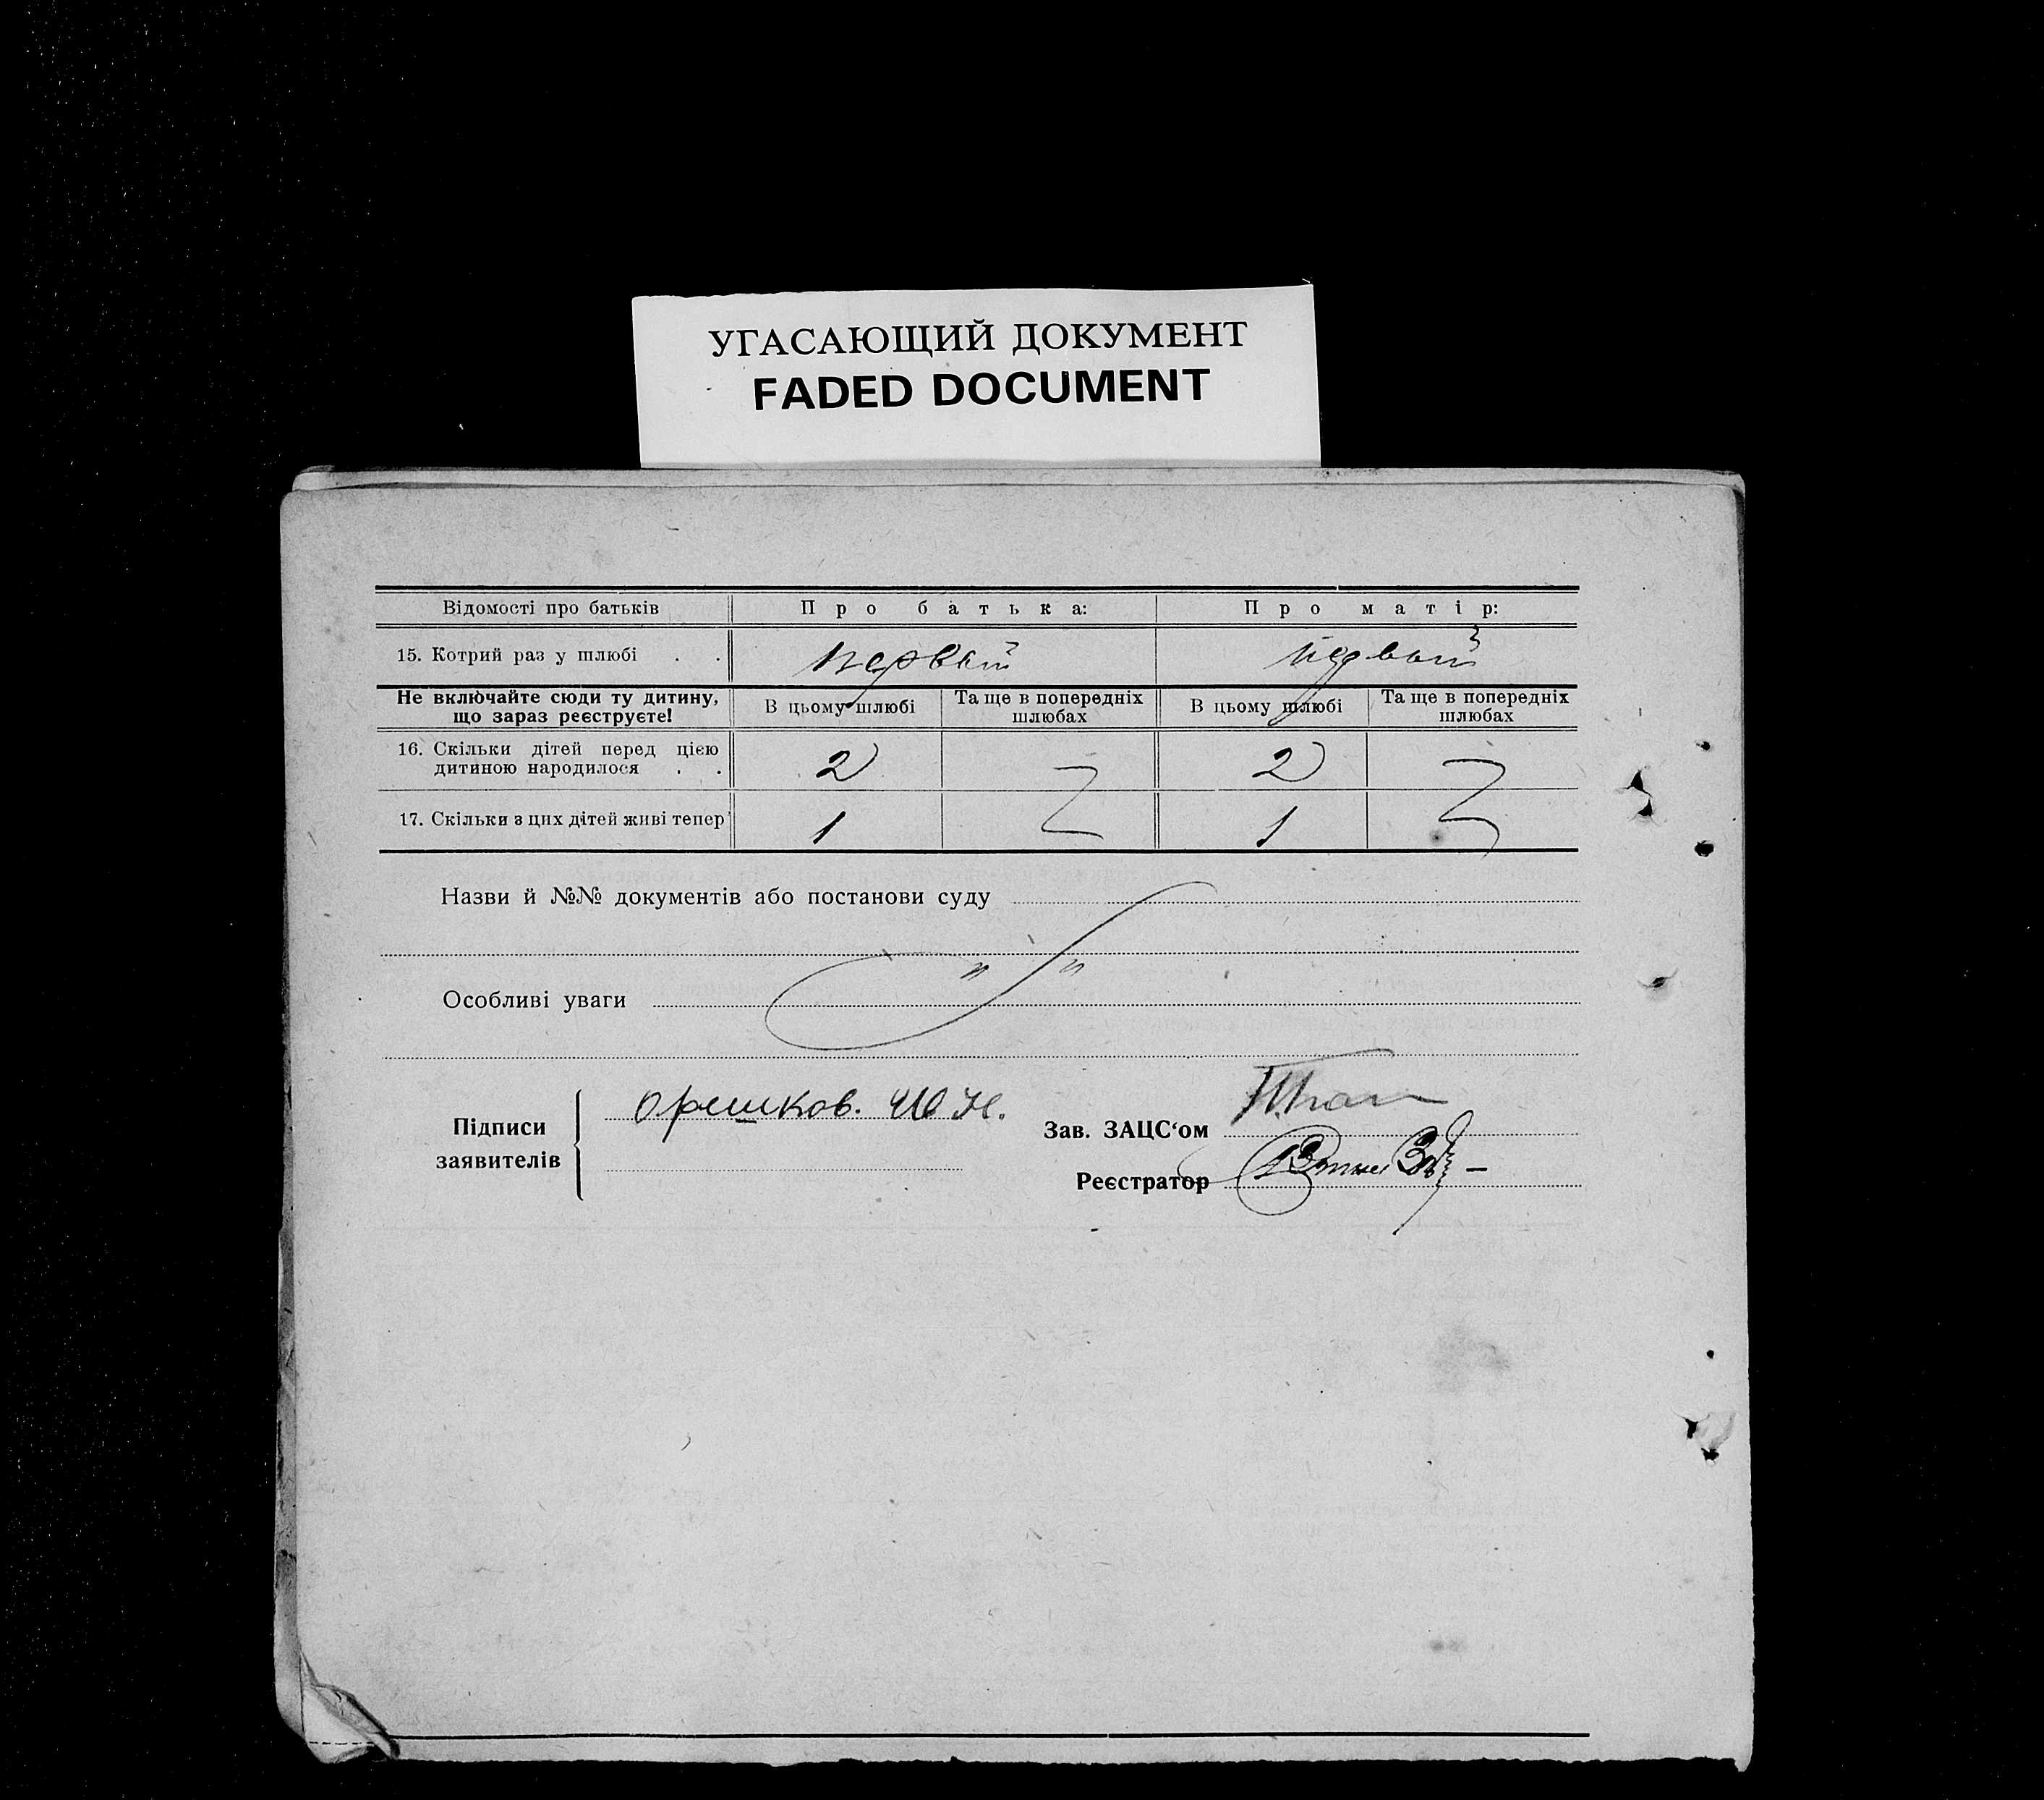 УГАСАЮЩИЙ ДОКУМЕНТ
FADED DOCUMENT
Відомості про батьків Про батька: Про матір:
15. Котрий раз у шлюбі . . первый первый
Не включайте сюди ту дитину, що зараз реєструєте! В цьому шлюбі Та ще в попередніх шлюбах В цьому шлюбі Та ще в попередніх шлюбах
16. Скільки дітей перед цією дитиною народилося . . 2 2
17. Скільки з цих дітей живі тепер 1 1
Назви й №№ документів або постанови суду
Особливі уваги
Підписи заявителів Орешков.
Зав. ЗАЦС‘ом
Реєстратор